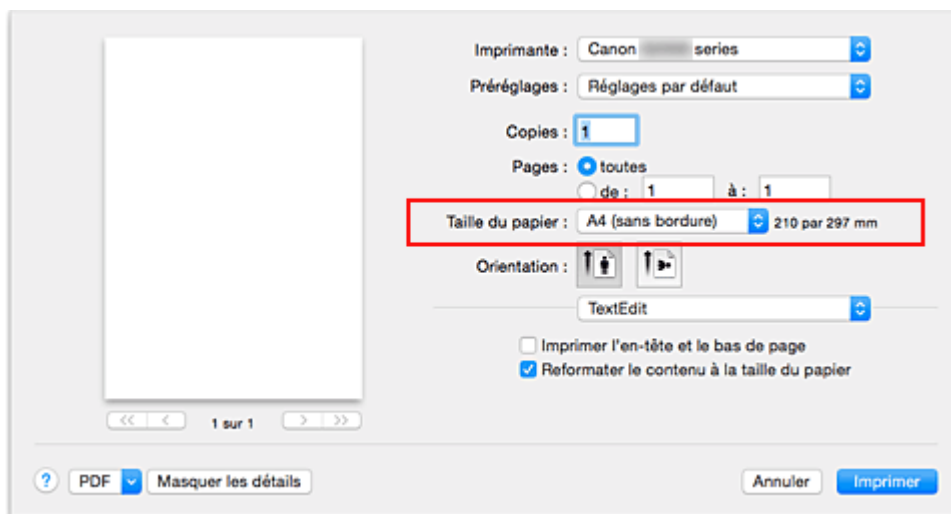 Imprimante : Canon series
Préréglages : Réglages par défaut
Copies : 1
Pages : toutes
de : 1 à : 1
Taille du papier : A4 (sans bordure) 210 par 297 mm
Orientation :
TextEdit
Imprimer l'en-tête et le bas de page
Reformater le contenu à la taille du papier
<< < 1 sur 1 > >>
? PDF Masquer les détails Annuler Imprimer